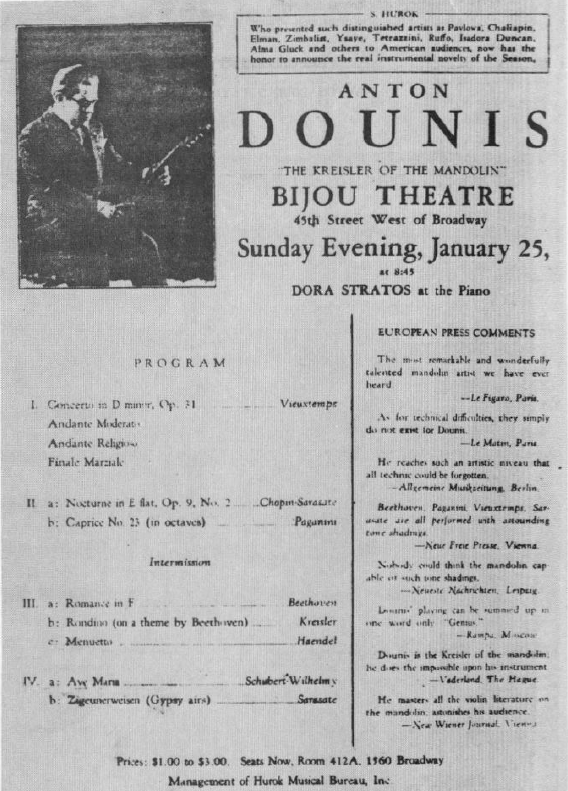 S. HUROK
Who presented such distinguished artists as Pavlowa, Chaliapin,
Elman, Zimbalist, Ysaye, Tetrazzini, Ruffo, Isadora Duncan,
Alma Gluck and others to American audiences, now has the
honor to announce the real instrumental novelty of the Season,
ANTON
DOUNIS
"THE KREISLER OF THE MANDOLIN"
BIJOU THEATRE
45th Street West of Broadway
Sunday Evening, January 25,
at 8:45
DORA STRATOS at the Piano
PROGRAM
I. Concerto in D minor, Op. 31 Vieuxtemps
Andante Moderato
Andante Religioso
Finale Marziale
II. a: Nocturne in E flat, Op. 9, No. 2 Chopin-Sarasate
b: Caprice No. 23 (in octaves) Paganini
Intermission
III. a: Romance in F Beethoven
b: Rondino (on a theme by Beethoven) Kreisler
c: Menuetto Haendel
IV. a: Ave Maria Schubert-Wilhelmy
b: Zigeunerweisen (Gypsy airs) Sarasate
EUROPEAN PRESS COMMENTS
The most remarkable and wonderfully
talented mandolin artist we have ever
heard
—Le Figaro, Paris.
As for technical difficulties, they simply
do not exist for Dounis.
—Le Matin, Paris
He reaches such an artistic niveau that
all technic could be forgotten.
—Allgemeine Musikzeitung, Berlin.
Beethoven, Paganini, Vieuxtemps, Sar-
asate are all performed with astounding
tone shadings.
—Neue Freie Presse, Vienna.
Nobody could think the mandolin cap-
able of such tone shadings.
—Neueste Nachrichten, Leipzig.
Dounis' playing can be summed up in
one word only "Genius."
—Rampa, Moscow
Dounis is the Kreisler of the mandolin;
he does the impossible upon his instrument
—Vaderland, The Hague.
He masters all the violin literature on
the mandolin, astonishes his audience.
—New Wiener Journal, Vienna
Prices: $1.00 to $3.00. Seats Now, Room 412A, 1560 Broadway
Management of Hurok Musical Bureau, Inc.